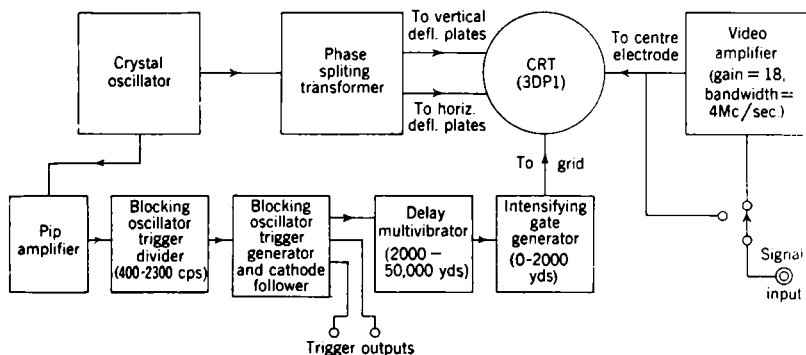 Crystal
oscillator
Phase
spliting
transformer
To vertical
defl. plates
To horiz.
defl. plates
CRT
(3DP1)
To centre
electrode
Video
amplifier
(gain = 18,
bandwidth =
4Mc/sec.)
To grid
Pip
amplifier
Blocking
oscillator
trigger
divider
(400-2300 cps)
Blocking
oscillator
trigger
generator
and cathode
follower
Delay
multivibrator
(2000 –
50,000 yds)
Intensifying
gate
generator
(0-2000
yds)
Signal
input
Trigger outputs